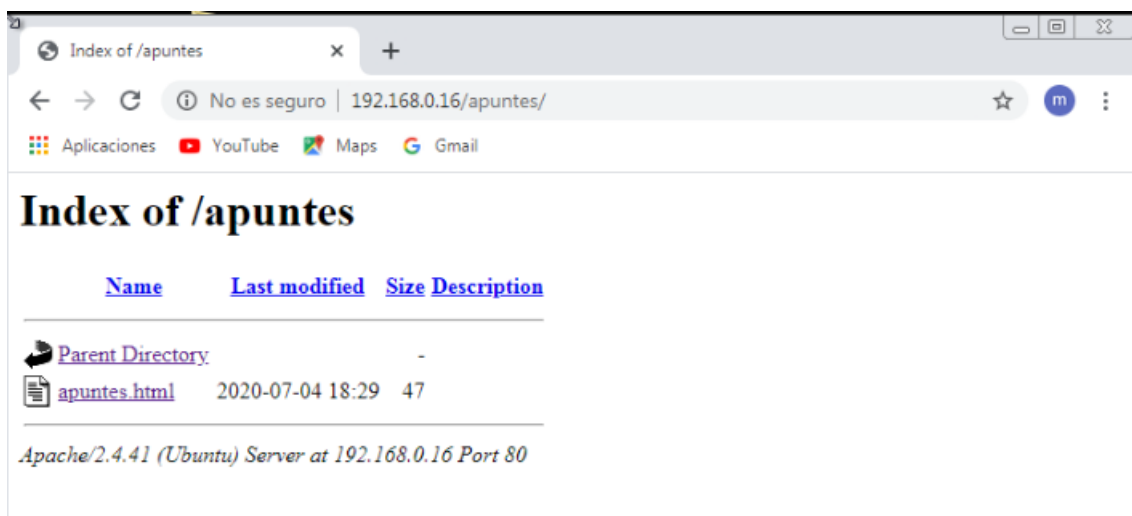 Index of /apuntes
No es seguro | 192.168.0.16/apuntes/
m
Aplicaciones YouTube Maps G Gmail
Index of /apuntes
Name Last modified Size Description
Parent Directory -
apuntes.html 2020-07-04 18:29 47
Apache/2.4.41 (Ubuntu) Server at 192.168.0.16 Port 80